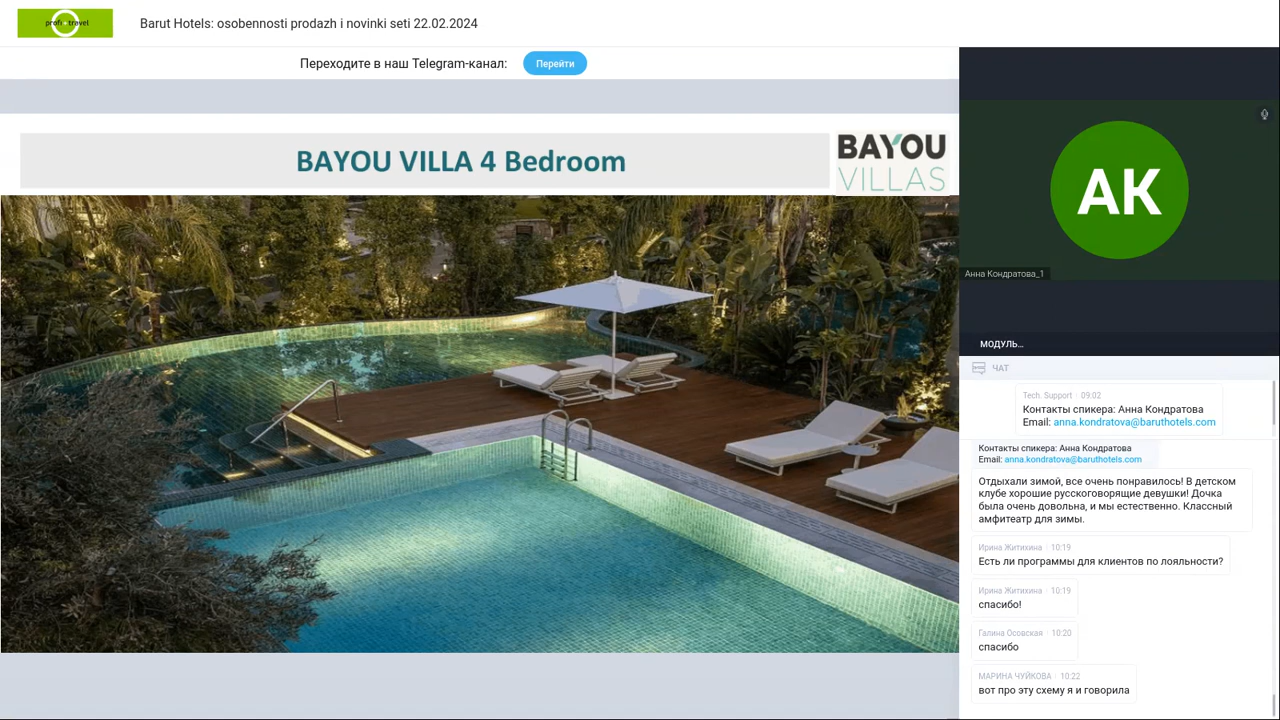 profi travel
Barut Hotels: osobennosti prodazh i novinki seti 22.02.2024
Переходите в наш Telegram-канал:
Перейти
BAYOU VILLA 4 Bedroom
BAYOU
VILLAS
АК
Анна Кондратова_1
МОДУЛЬ…
ЧАТ
Tech. Support 09:02
Контакты спикера: Анна Кондратова
Email: anna.kondratova@baruthotels.com
Контакты спикера: Анна Кондратова
Email: anna.kondratova@baruthotels.com
Отдыхали зимой, все очень понравилось! В детском
клубе хорошие русскоговорящие девушки! Дочка
была очень довольна, и мы естественно. Классный
амфитеатр для зимы.
Ирина Житихина 10:19
Есть ли программы для клиентов по лояльности?
Ирина Житихина 10:19
спасибо!
Галина Осовская 10:20
спасибо
МАРИНА ЧУЙКОВА 10:22
вот про эту схему я и говорила